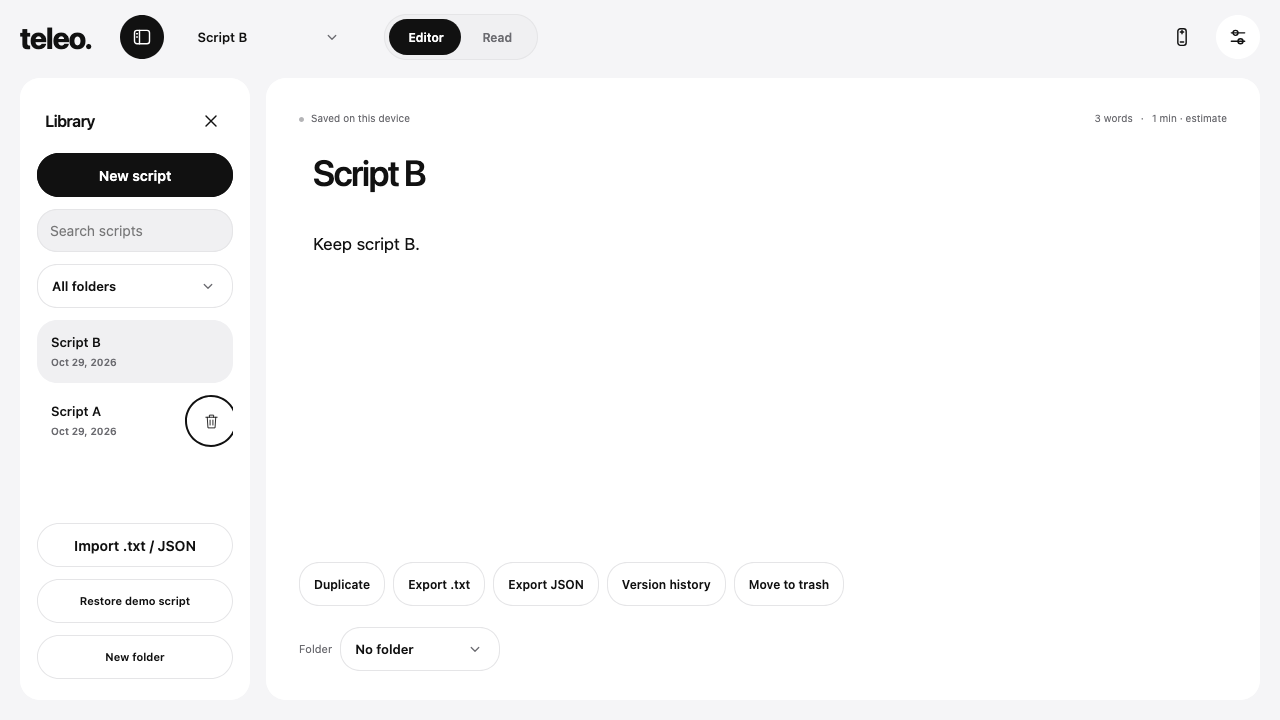 teleo.
Script B
Editor
Read
Library
New script
Search scripts
All folders
Script B
Oct 29, 2026
Script A
Oct 29, 2026
Import .txt / JSON
Restore demo script
New folder
Saved on this device
3 words · 1 min · estimate
Script B
Keep script B.
Duplicate
Export .txt
Export JSON
Version history
Move to trash
Folder
No folder